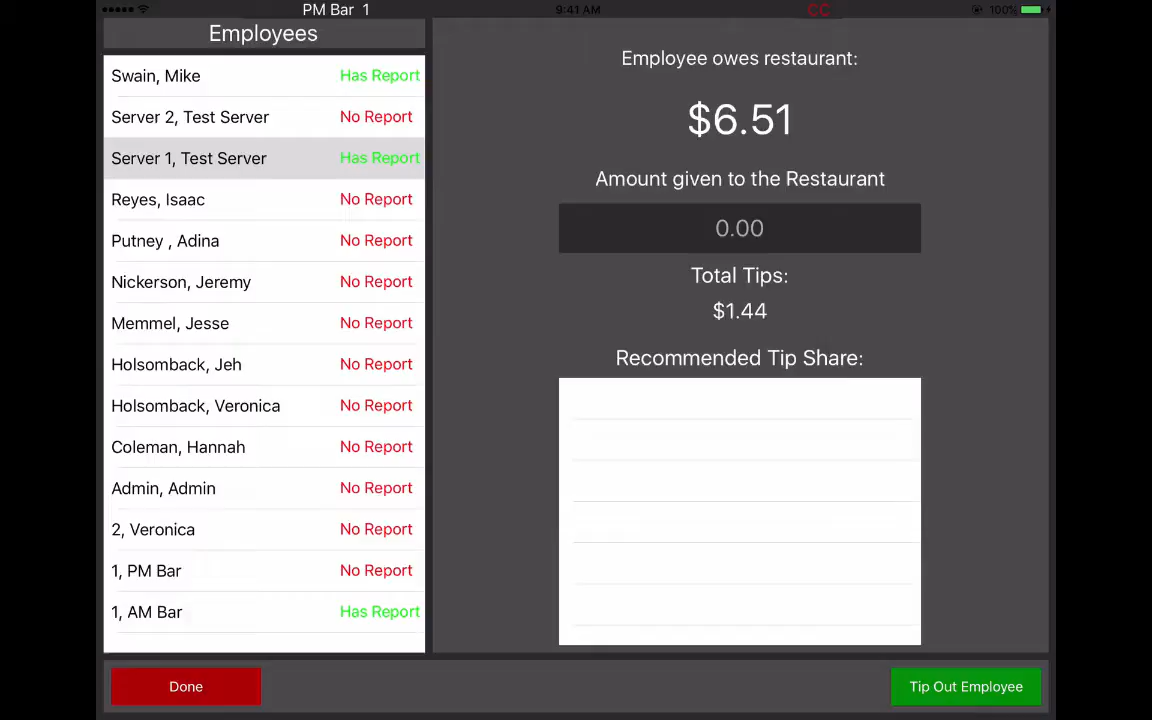 PM Bar 1
9:41 AM
CC
100%
Employees
Swain, Mike Has Report
Server 2, Test Server No Report
Server 1, Test Server Has Report
Reyes, Isaac No Report
Putney , Adina No Report
Nickerson, Jeremy No Report
Memmel, Jesse No Report
Holsomback, Jeh No Report
Holsomback, Veronica No Report
Coleman, Hannah No Report
Admin, Admin No Report
2, Veronica No Report
1, PM Bar No Report
1, AM Bar Has Report
Employee owes restaurant:
$6.51
Amount given to the Restaurant
0.00
Total Tips:
$1.44
Recommended Tip Share:
Done
Tip Out Employee